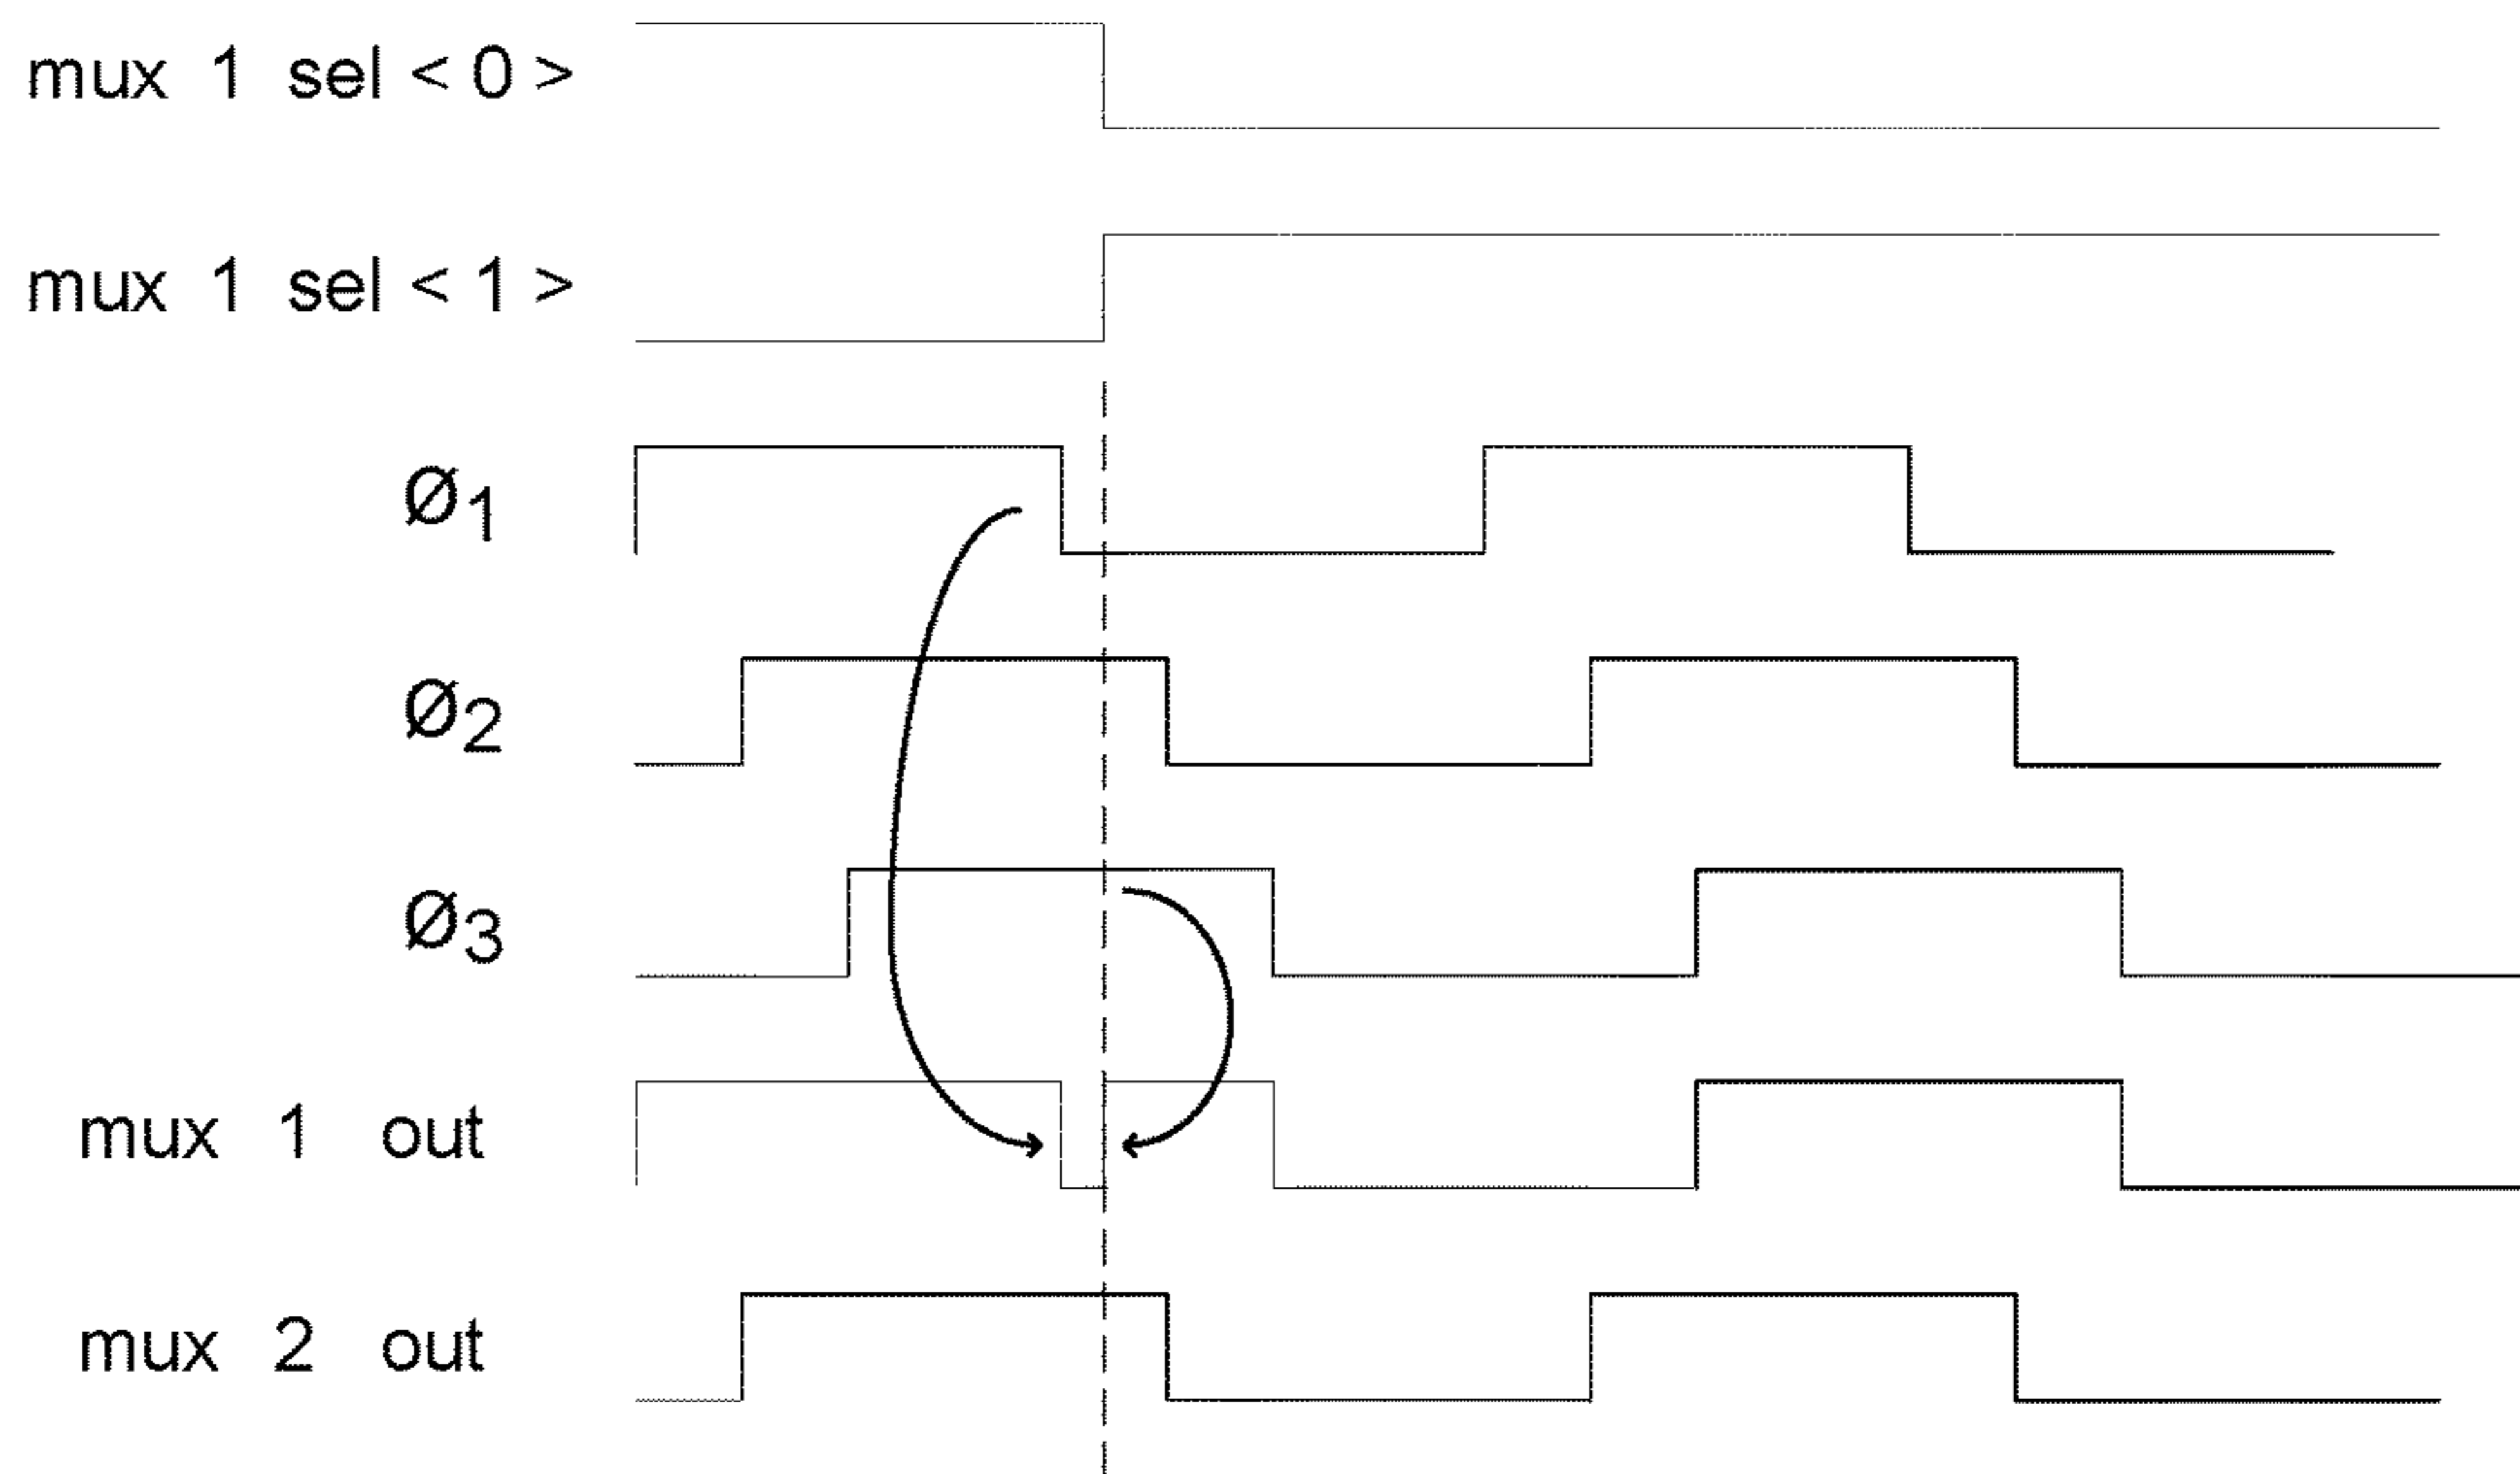 mux 1 sel < 0 >
mux 1 sel < 1 >
Ø1
Ø2
Ø3
mux 1 out
mux 2 out